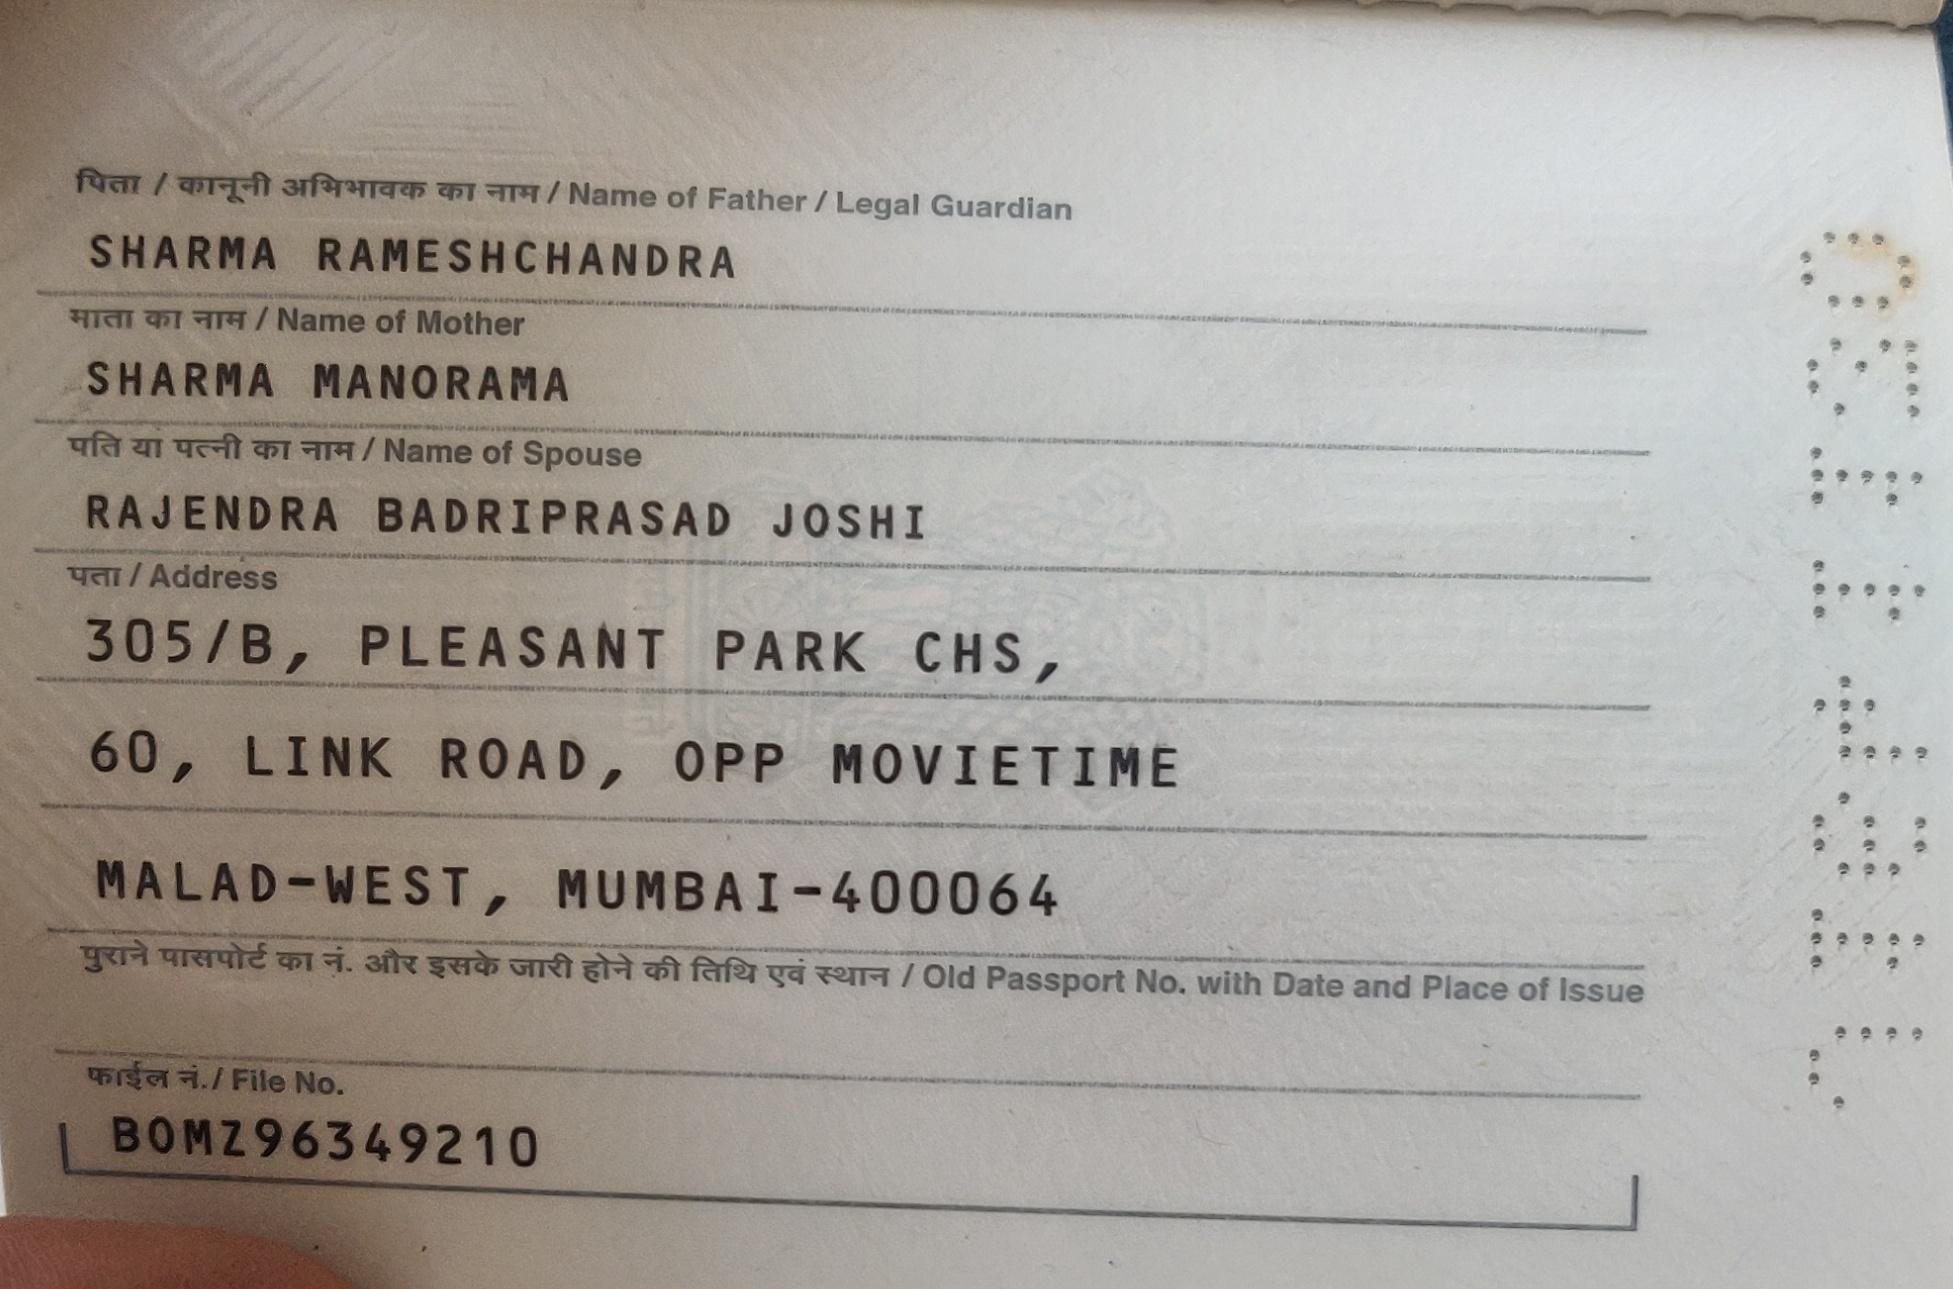 पिता / कानूनी अभिभावक का नाम / Name of Father / Legal Guardian
SHARMA RAMESHCHANDRA
माता का नाम / Name of Mother
SHARMA MANORAMA
पति या पत्नी का नाम / Name of Spouse
RAJENDRA BADRIPRASAD JOSHI
पता / Address
305/B, PLEASANT PARK CHS,
60, LINK ROAD, OPP MOVIETIME
MALAD-WEST, MUMBAI-400064
पुराने पासपोर्ट का नं. और इसके जारी होने की तिथि एवं स्थान / Old Passport No. with Date and Place of Issue
फाईल नं./ File No.
BOMZ96349210